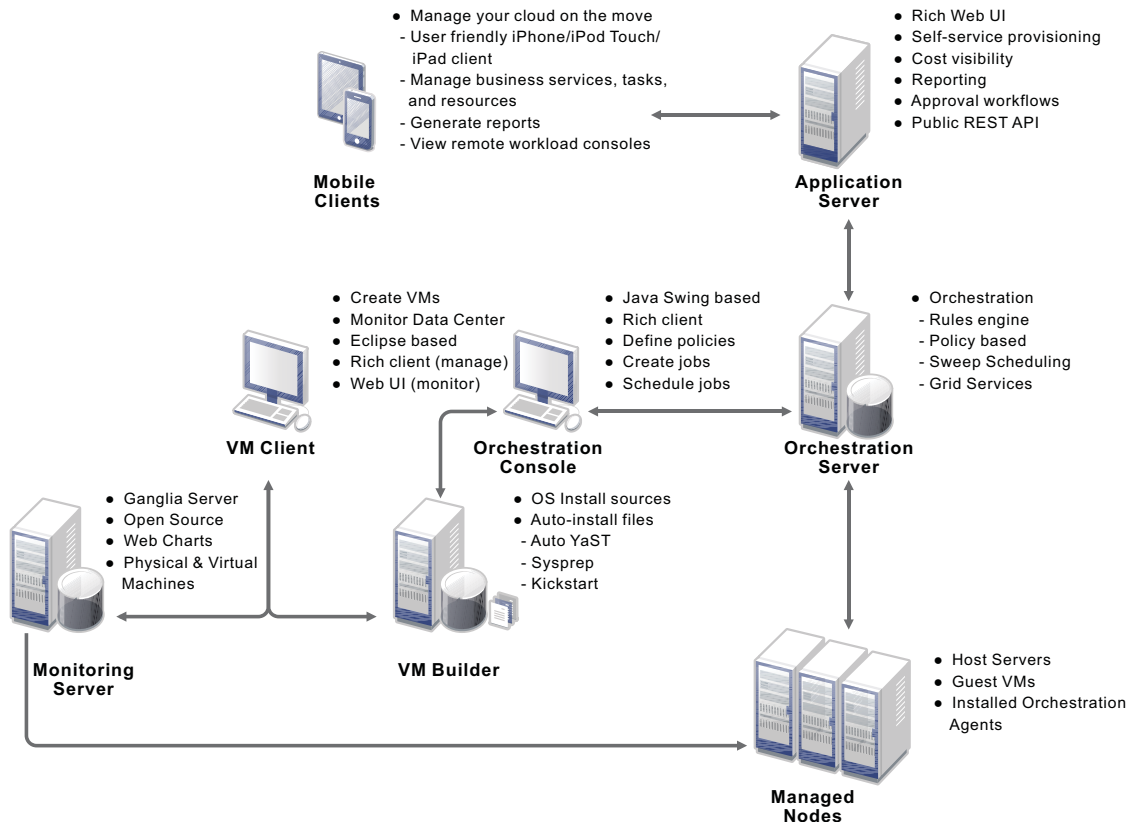 ● Manage your cloud on the move
- User friendly iPhone/iPod Touch/
iPad client
- Manage business services, tasks,
and resources
- Generate reports
- View remote workload consoles
Mobile
Clients
● Rich Web UI
● Self-service provisioning
● Cost visibility
● Reporting
● Approval workflows
● Public REST API
Application
Server
● Create VMs
● Monitor Data Center
● Eclipse based
● Rich client (manage)
● Web UI (monitor)
VM Client
● Java Swing based
● Rich client
● Define policies
● Create jobs
● Schedule jobs
Orchestration
Console
● Orchestration
- Rules engine
- Policy based
- Sweep Scheduling
- Grid Services
Orchestration
Server
● Ganglia Server
● Open Source
● Web Charts
● Physical & Virtual
Machines
Monitoring
Server
● OS Install sources
● Auto-install files
- Auto YaST
- Sysprep
- Kickstart
VM Builder
● Host Servers
● Guest VMs
● Installed Orchestration
Agents
Managed
Nodes